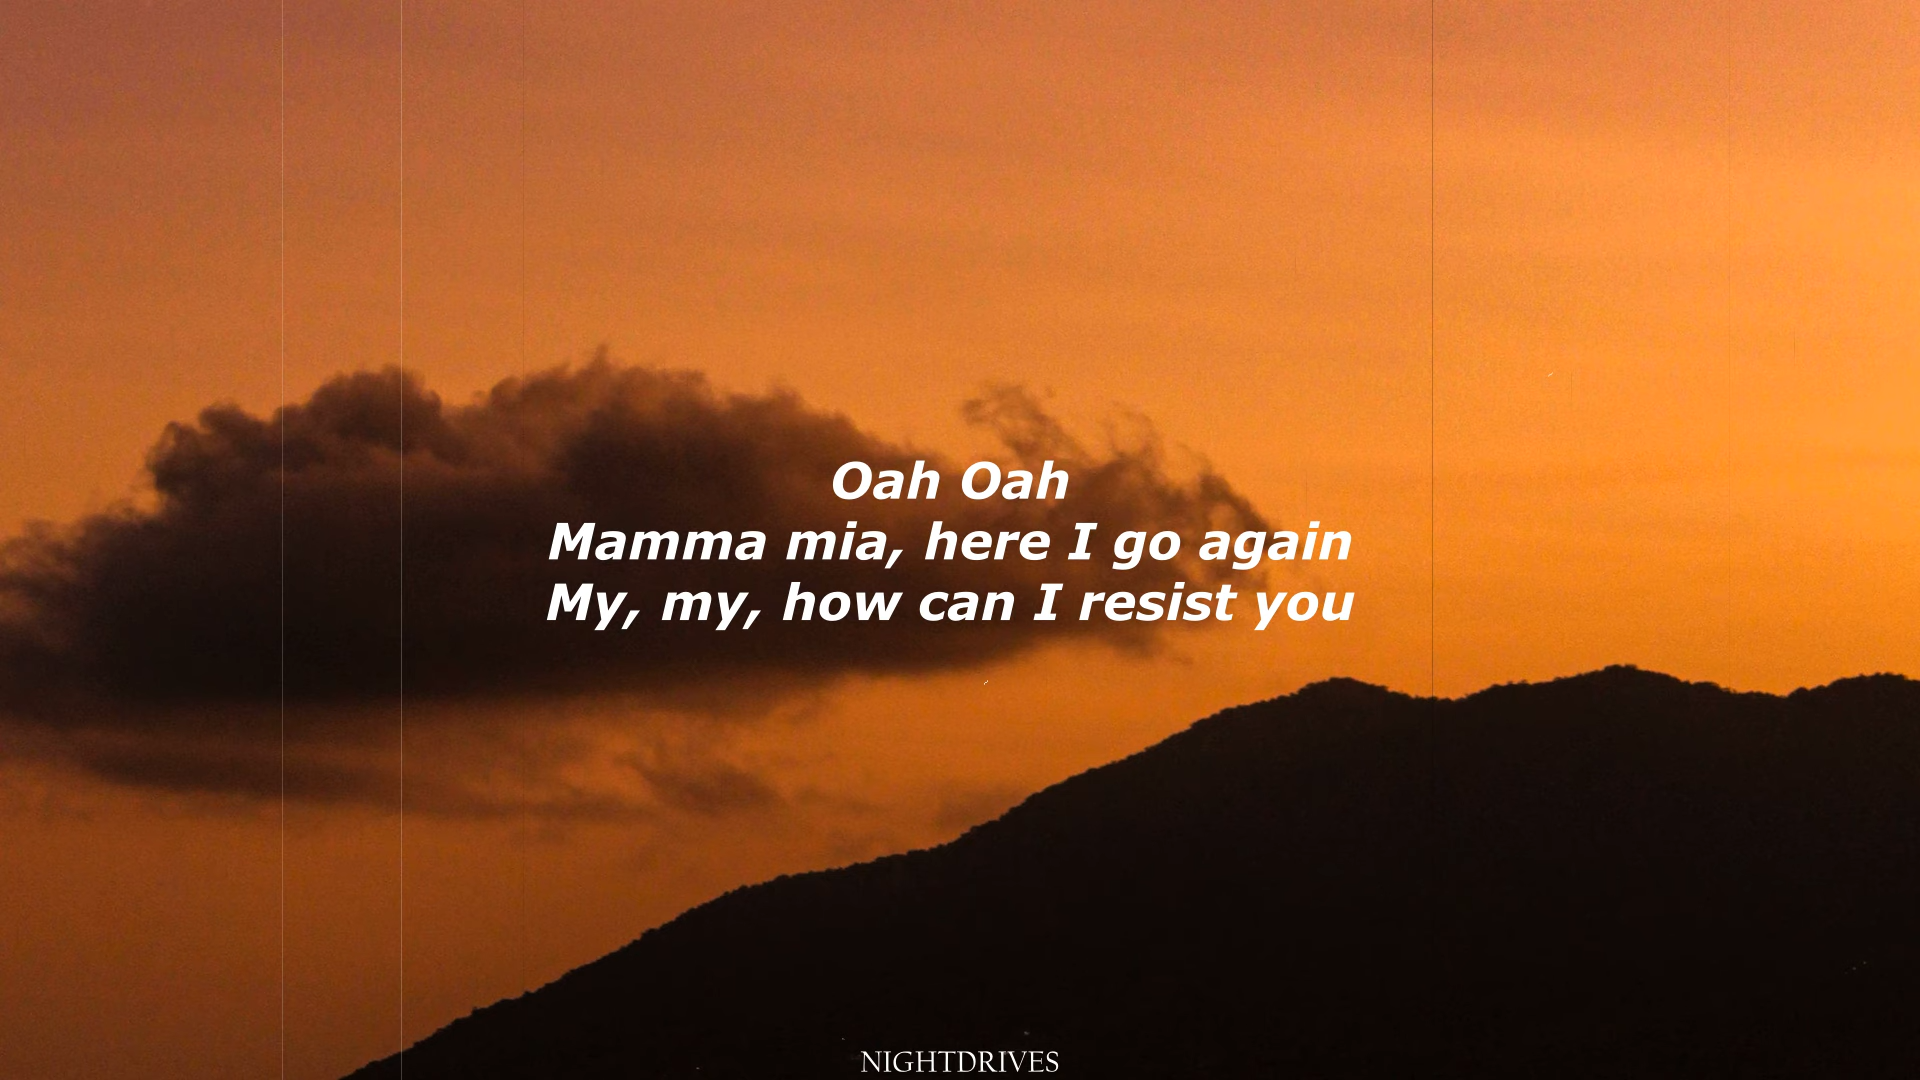 Oah Oah
Mamma mia, here I go again
My, my, how can I resist you
NIGHTDRIVES